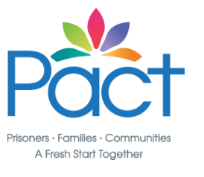 Pact
Prisoners · Families · Communities
A Fresh Start Together